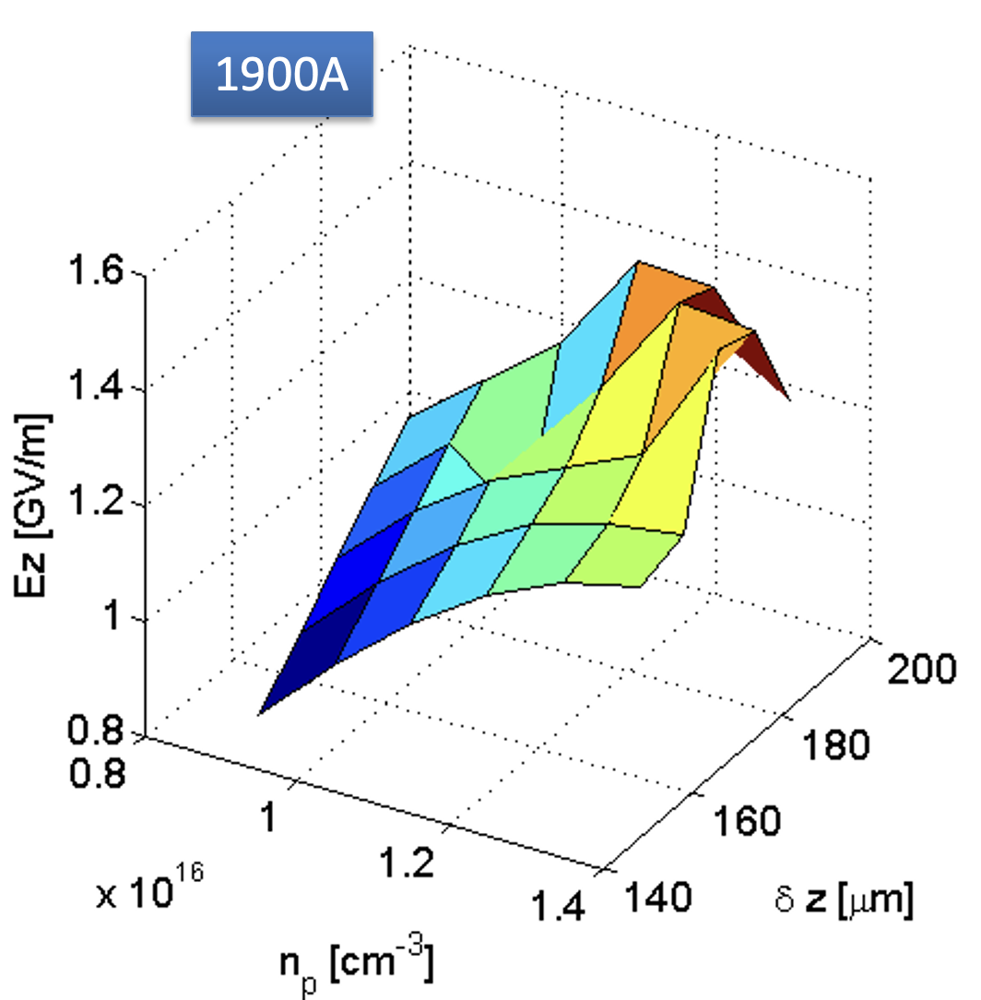 1900A
1.6
1.4
1.2
1
0.8
Ez [GV/m]
0.8
1
1.2
1.4
x 10^16
n_p [cm^-3]
140
160
180
200
δ z [μm]